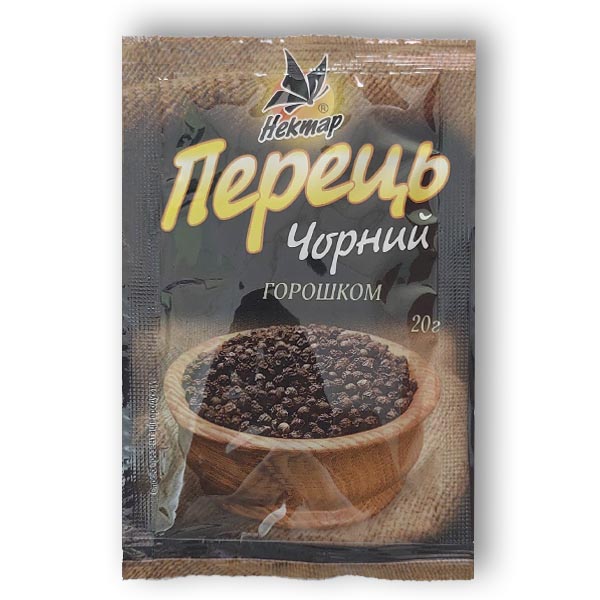 Нектар
®
Перець
Чорний
ГОРОШКОМ
20г